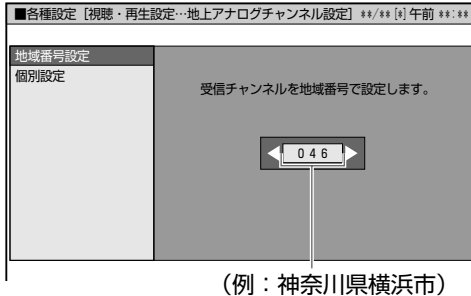 ■各種設定［視聴・再生設定…地上アナログチャンネル設定］ **/**［*］午前 **:**
地域番号設定
個別設定
受信チャンネルを地域番号で設定します。
046
（例：神奈川県横浜市）